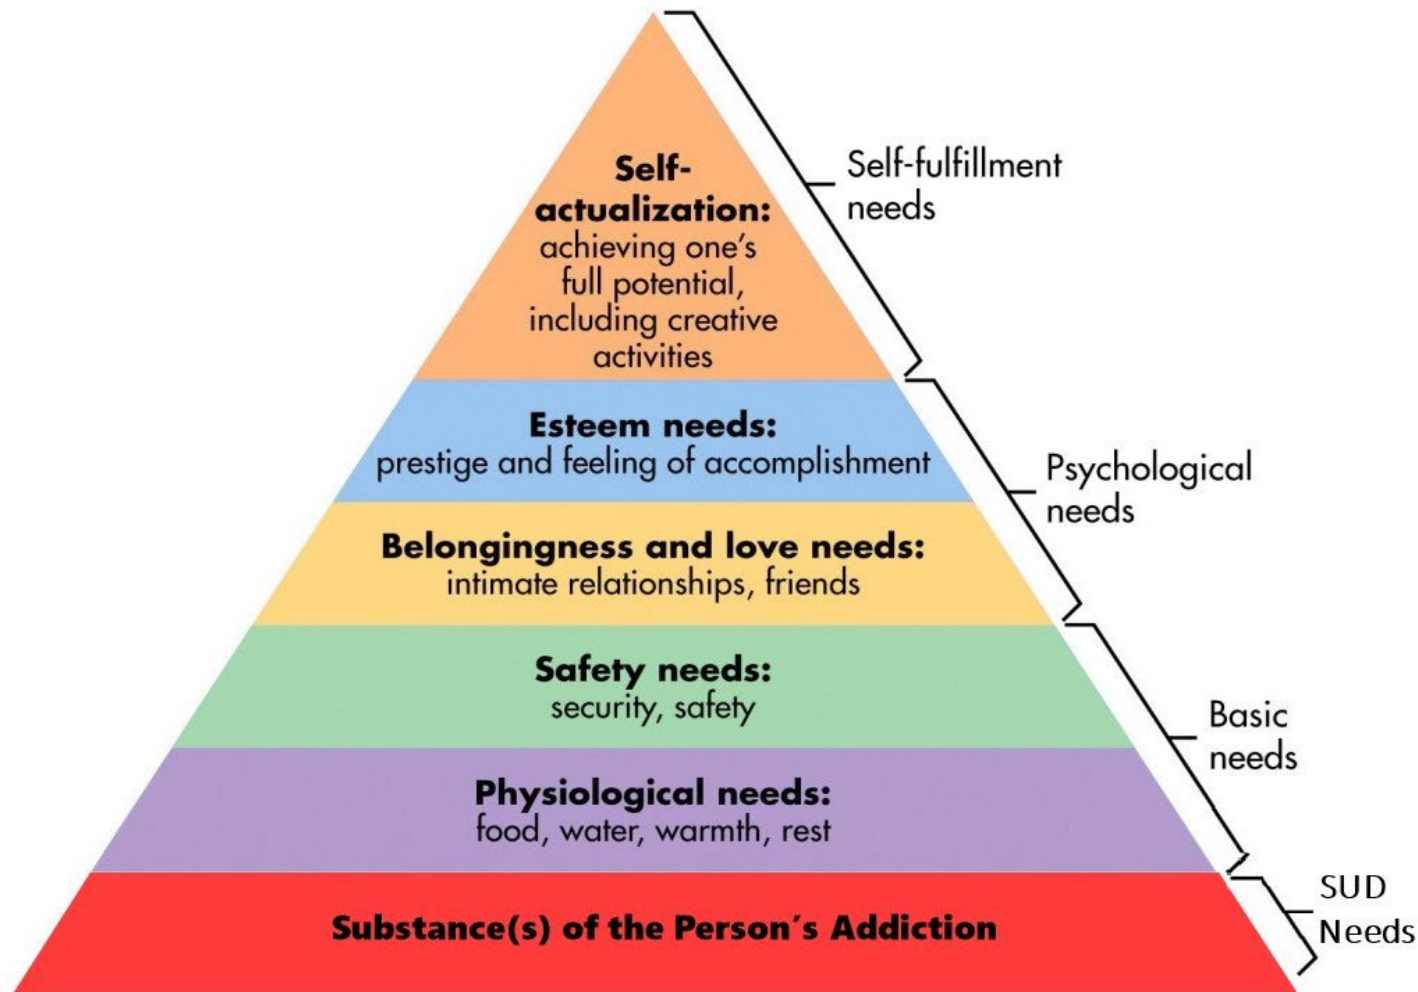 Self-
actualization:
achieving one's
full potential,
including creative
activities
Self-fulfillment
needs
Esteem needs:
prestige and feeling of accomplishment
Belongingness and love needs:
intimate relationships, friends
Psychological
needs
Safety needs:
security, safety
Physiological needs:
food, water, warmth, rest
Basic
needs
Substance(s) of the Person´s Addiction
SUD
Needs